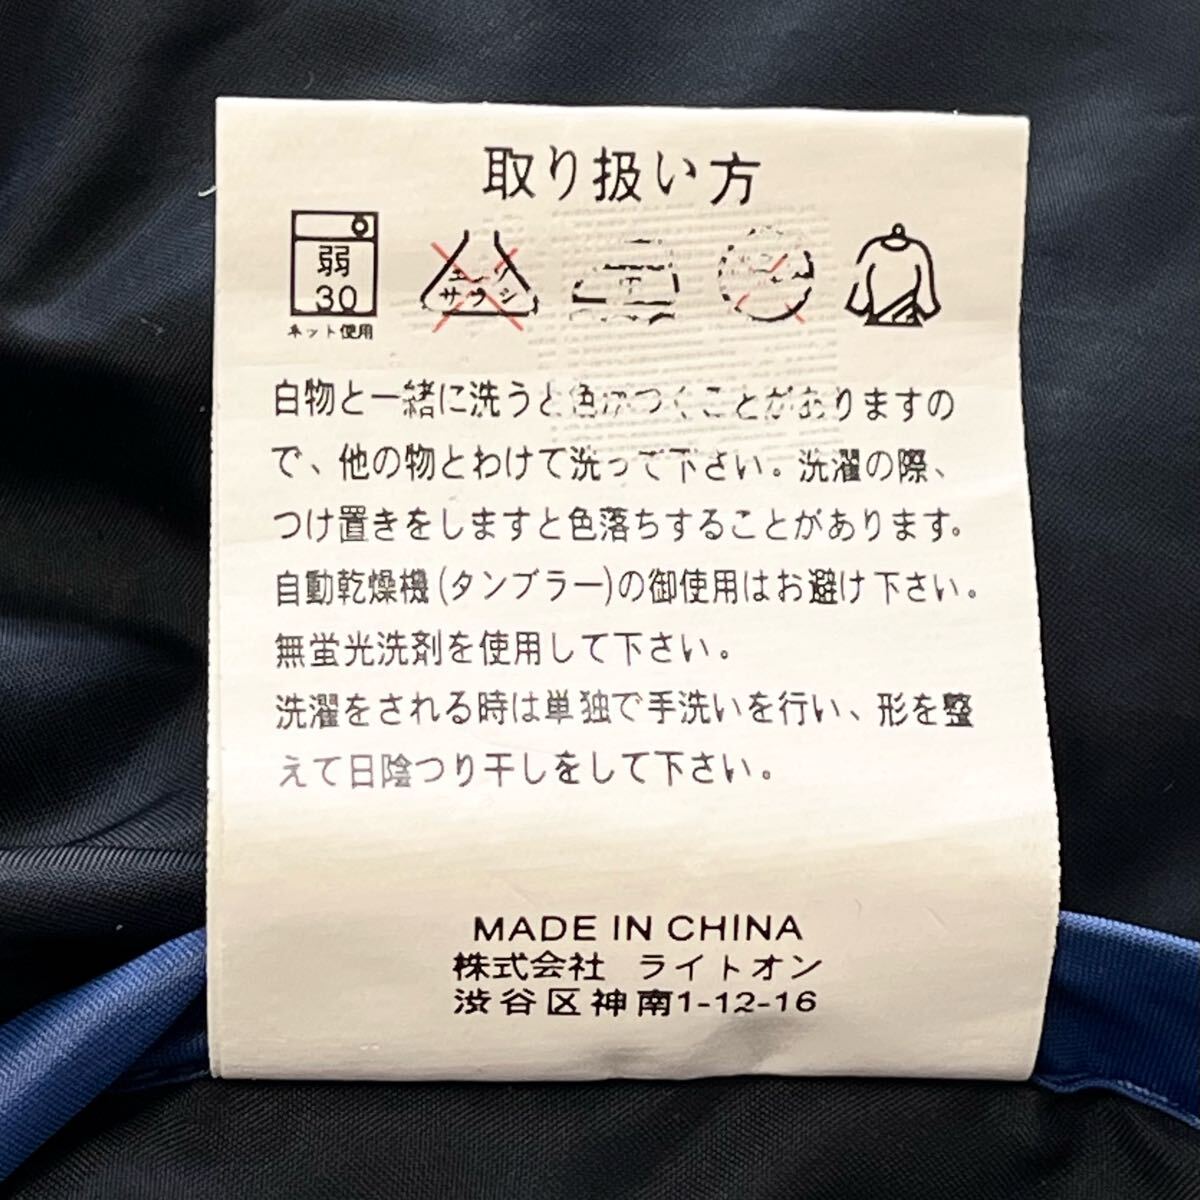 取り扱い方
弱
30
ネット使用
エンソ
サラシ
白物と一緒に洗うと色がつくことがありますの
で、他の物とわけて洗って下さい。洗濯の際、
つけ置きをしますと色落ちすることがあります。
自動乾燥機(タンブラー)の御使用はお避け下さい。
無蛍光洗剤を使用して下さい。
洗濯をされる時は単独で手洗いを行い、形を整
えて日陰つり干しをして下さい。
MADE IN CHINA
株式会社 ライトオン
渋谷区神南1-12-16